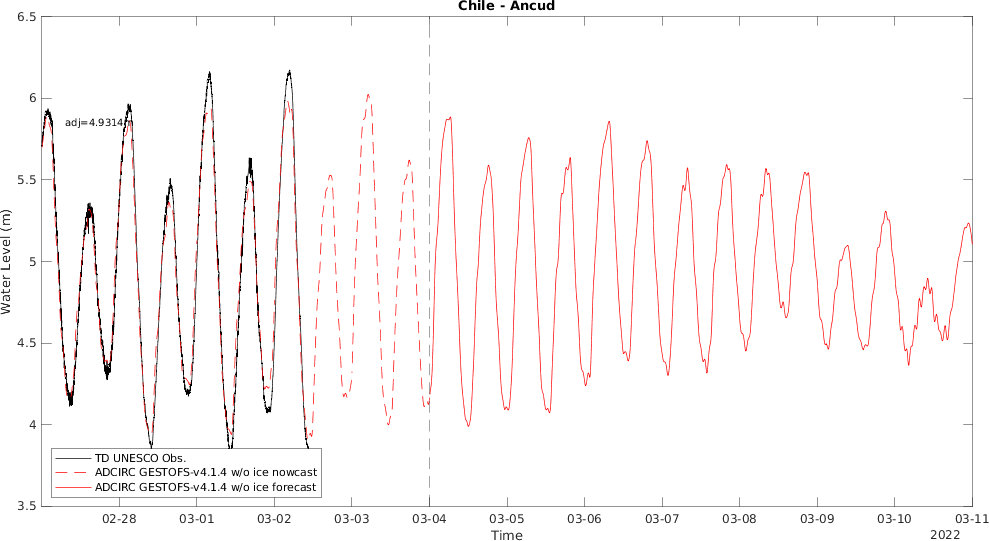 Chile - Ancud
6.5
6
5.5
5
4.5
4
3.5
Water Level (m)
adj=4.9314
TD UNESCO Obs.
ADCIRC GESTOFS-v4.1.4 w/o ice nowcast
ADCIRC GESTOFS-v4.1.4 w/o ice forecast
02-28 03-01 03-02 03-03 03-04 03-05 03-06 03-07 03-08 03-09 03-10 03-11
Time
2022